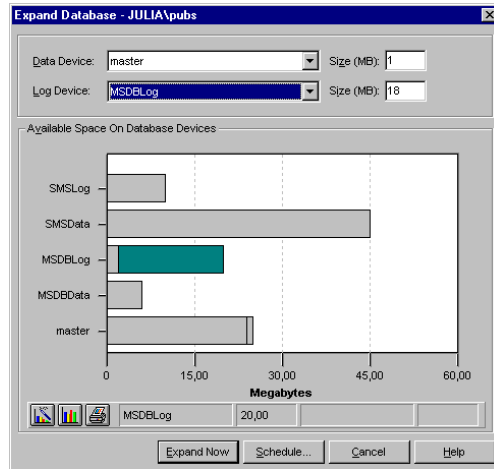 Expand Database - JULIA\pubs
Data Device: master Size (MB): 1
Log Device: MSDBLog Size (MB): 18
Available Space On Database Devices
SMSLog
SMSData
MSDBLog
MSDBData
master
0 15,00 30,00 45,00 60,00
Megabytes
MSDBLog 20,00
Expand Now Schedule... Cancel Help